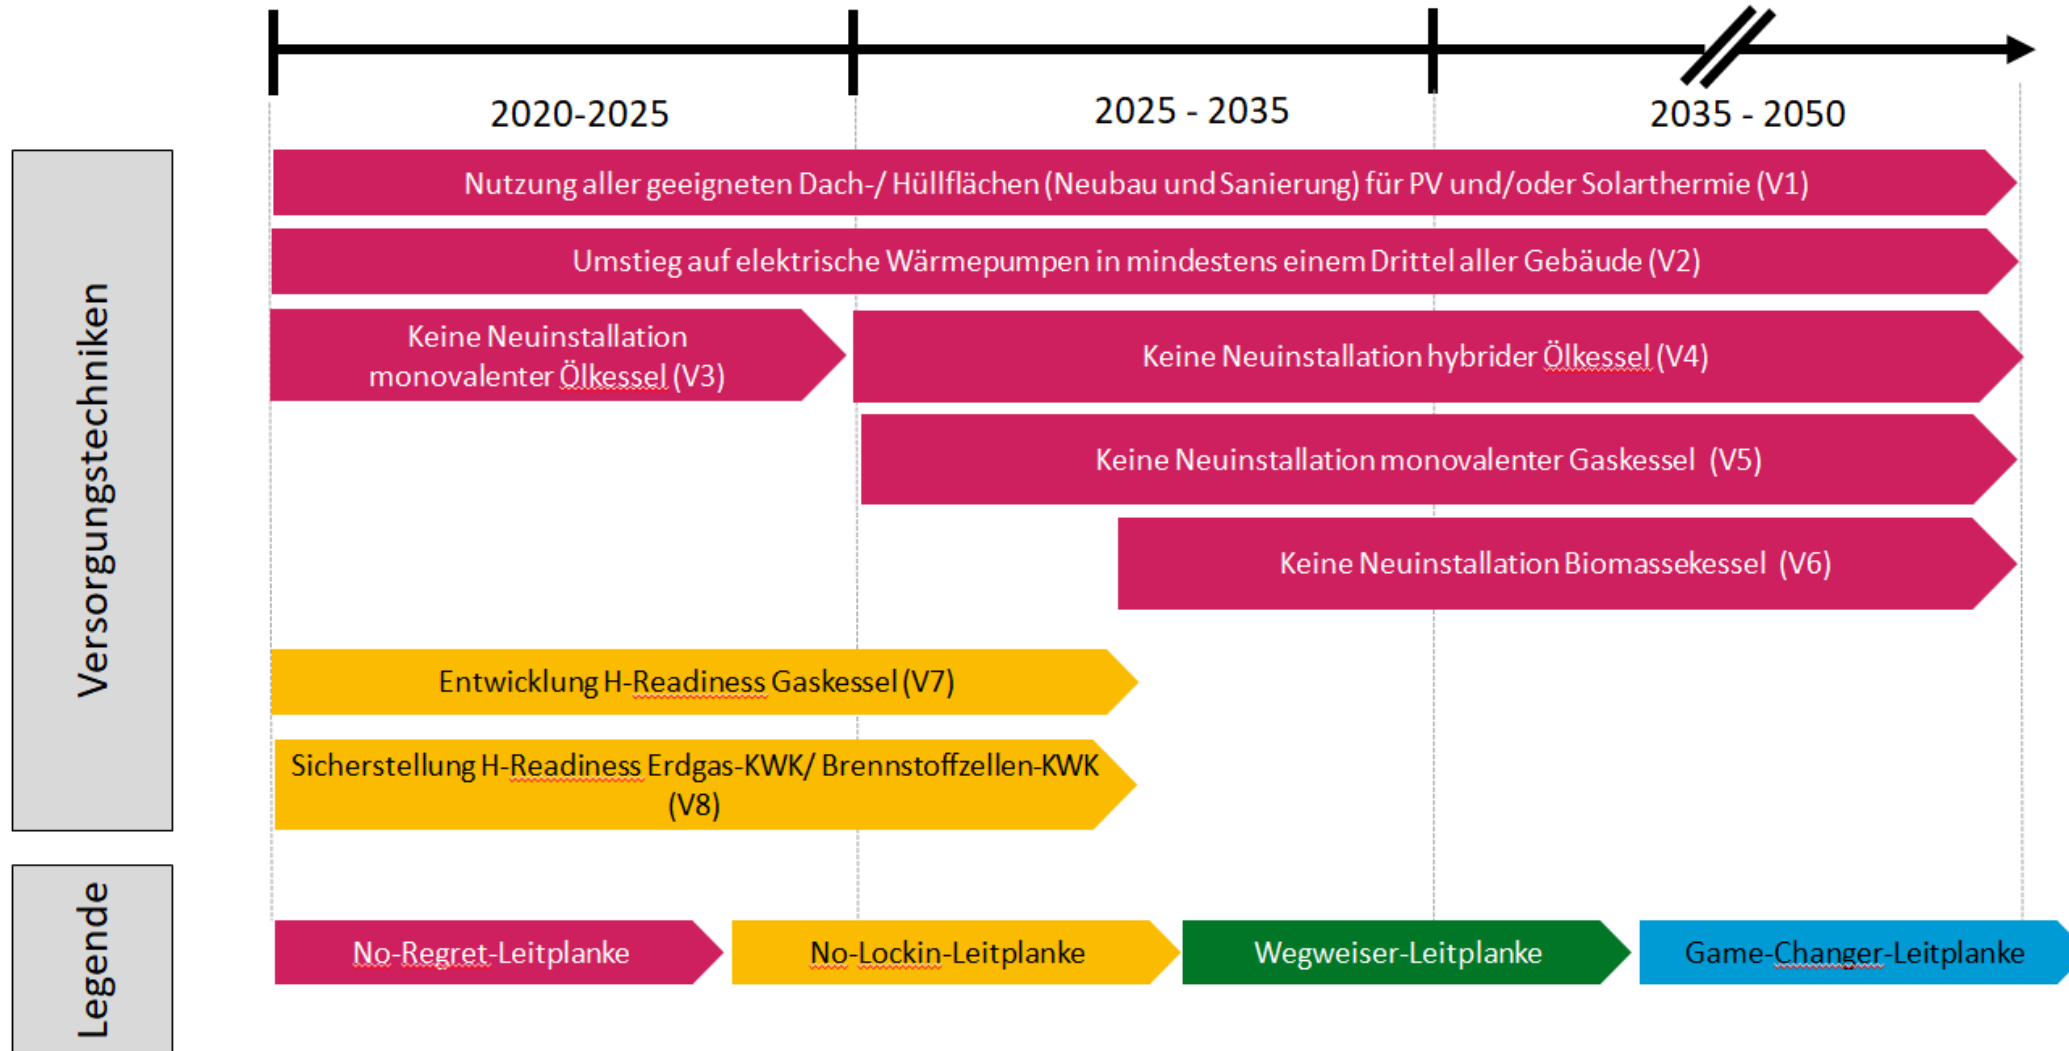 2020-2025
2025 - 2035
2035 - 2050
Versorgungstechniken
Nutzung aller geeigneten Dach-/ Hüllflächen (Neubau und Sanierung) für PV und/oder Solarthermie (V1)
Umstieg auf elektrische Wärmepumpen in mindestens einem Drittel aller Gebäude (V2)
Keine Neuinstallation
monovalenter Ölkessel (V3)
Keine Neuinstallation hybrider Ölkessel (V4)
Keine Neuinstallation monovalenter Gaskessel (V5)
Keine Neuinstallation Biomassekessel (V6)
Entwicklung H-Readiness Gaskessel (V7)
Sicherstellung H-Readiness Erdgas-KWK/ Brennstoffzellen-KWK
(V8)
Legende
No-Regret-Leitplanke
No-Lockin-Leitplanke
Wegweiser-Leitplanke
Game-Changer-Leitplanke